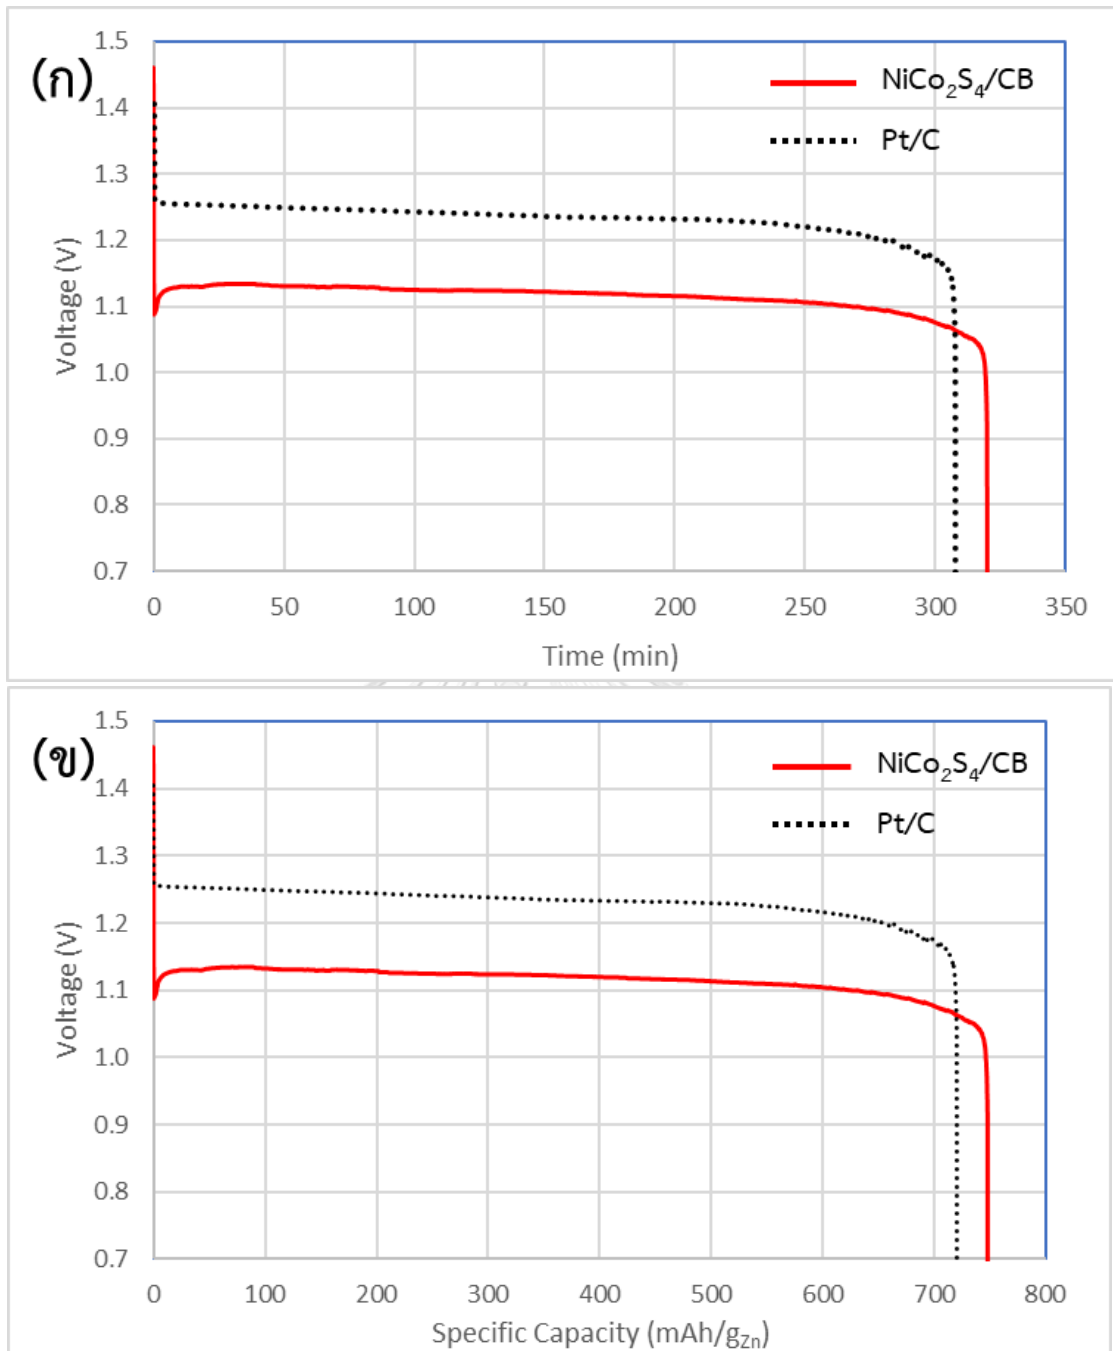 (ก)
NiCo₂S₄/CB
Pt/C
1.5
1.4
1.3
1.2
1.1
1.0
0.9
0.8
0.7
Voltage (V)
0 50 100 150 200 250 300 350
Time (min)
(ข)
NiCo₂S₄/CB
Pt/C
1.5
1.4
1.3
1.2
1.1
1.0
0.9
0.8
0.7
Voltage (V)
0 100 200 300 400 500 600 700 800
Specific Capacity (mAh/gZn)